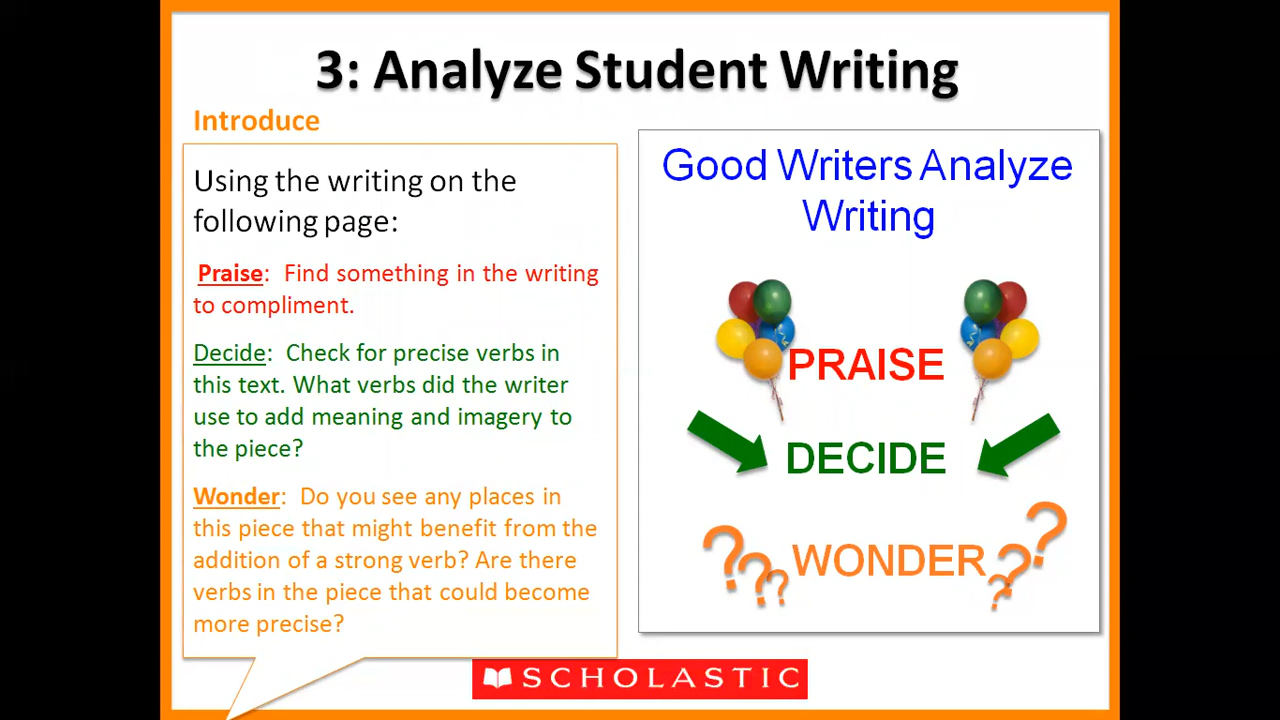 3: Analyze Student Writing
Introduce
Using the writing on the
following page:
Praise: Find something in the writing
to compliment.
Decide: Check for precise verbs in
this text. What verbs did the writer
use to add meaning and imagery to
the piece?
Wonder: Do you see any places in
this piece that might benefit from the
addition of a strong verb? Are there
verbs in the piece that could become
more precise?
Good Writers Analyze
Writing
PRAISE
DECIDE
??? WONDER ???
SCHOLASTIC